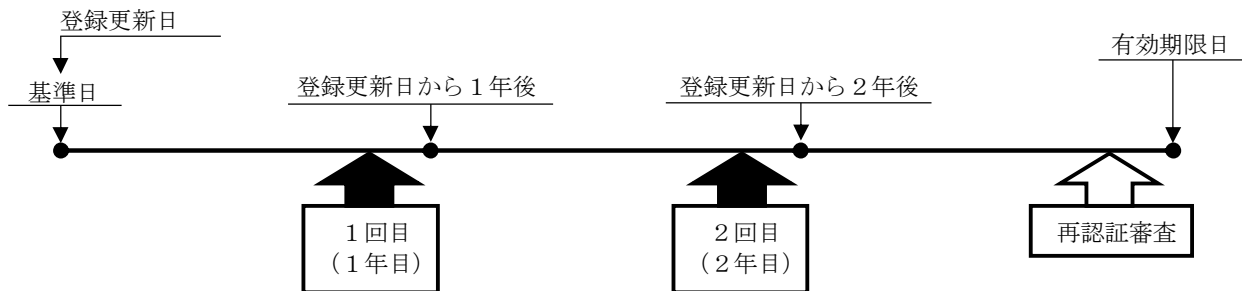 登録更新日
基準日
登録更新日から１年後
登録更新日から２年後
有効期限日
１回目
（１年目）
２回目
（２年目）
再認証審査